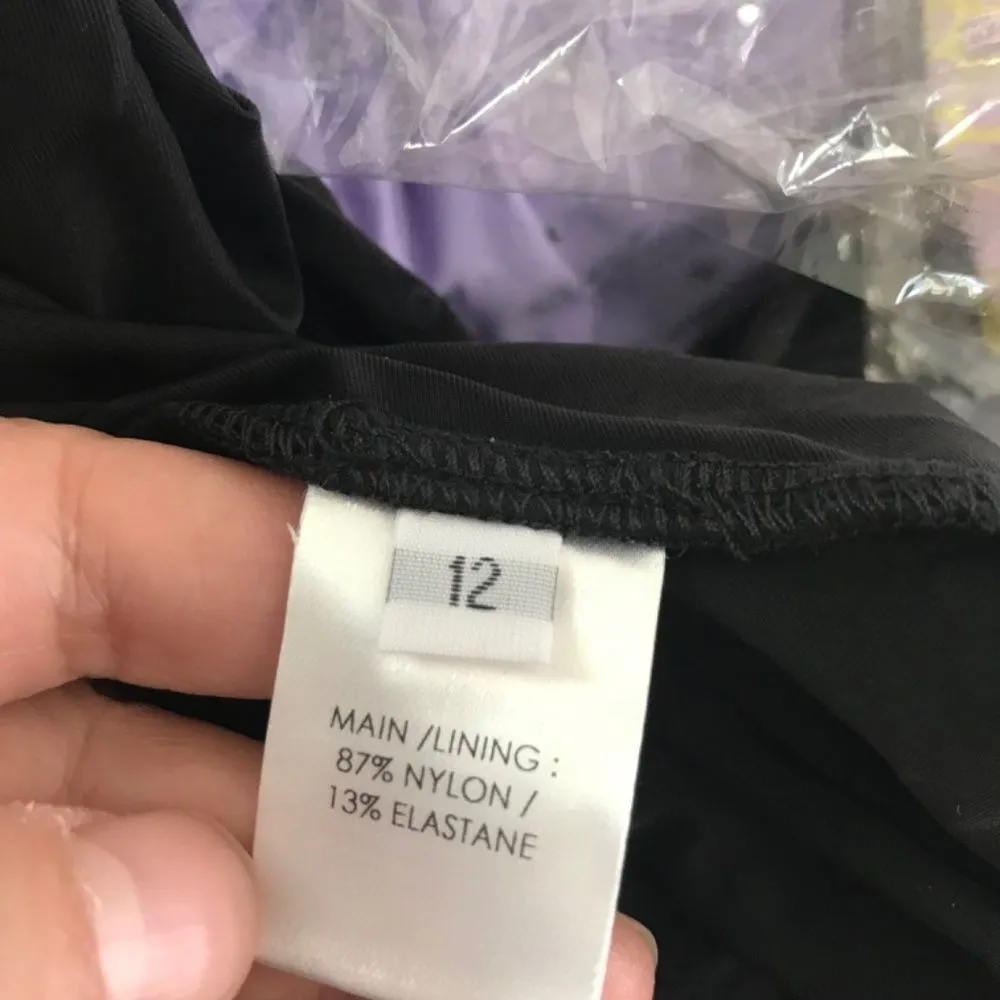 12
MAIN /LINING :
87% NYLON /
13% ELASTANE